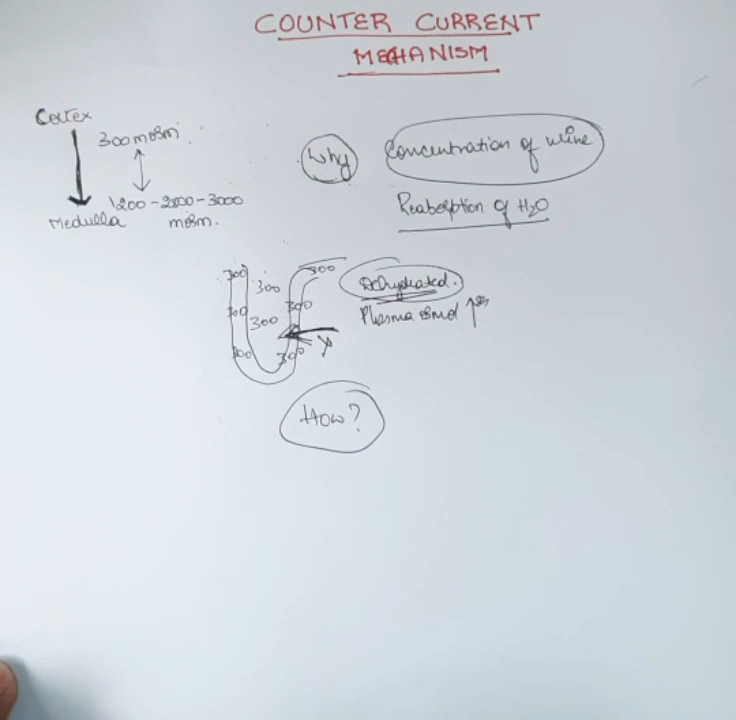 COUNTER CURRENT
MECHANISM
Cortex
300 mosm
1200 - 2800 - 3000
Medulla mosm.
Why Concentration of urine
Reabsorption of H2O
300 300 300
300 300 300
300 300
Dehydrated.
Plasma osmol ↑
How?